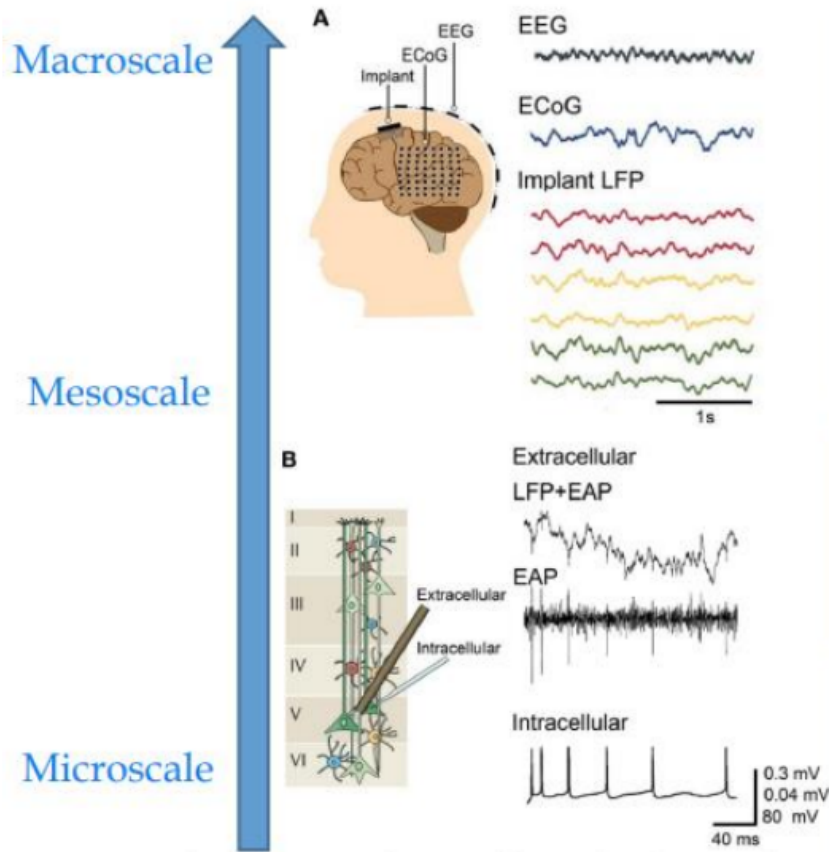 Macroscale
A
EEG
ECoG
Implant
EEG
ECoG
Implant LFP
1s
Mesoscale
B
I
II
III
IV
V
VI
Extracellular
Intracellular
Extracellular
LFP+EAP
EAP
Intracellular
0.3 mV
0.04 mV
80 mV
40 ms
Microscale